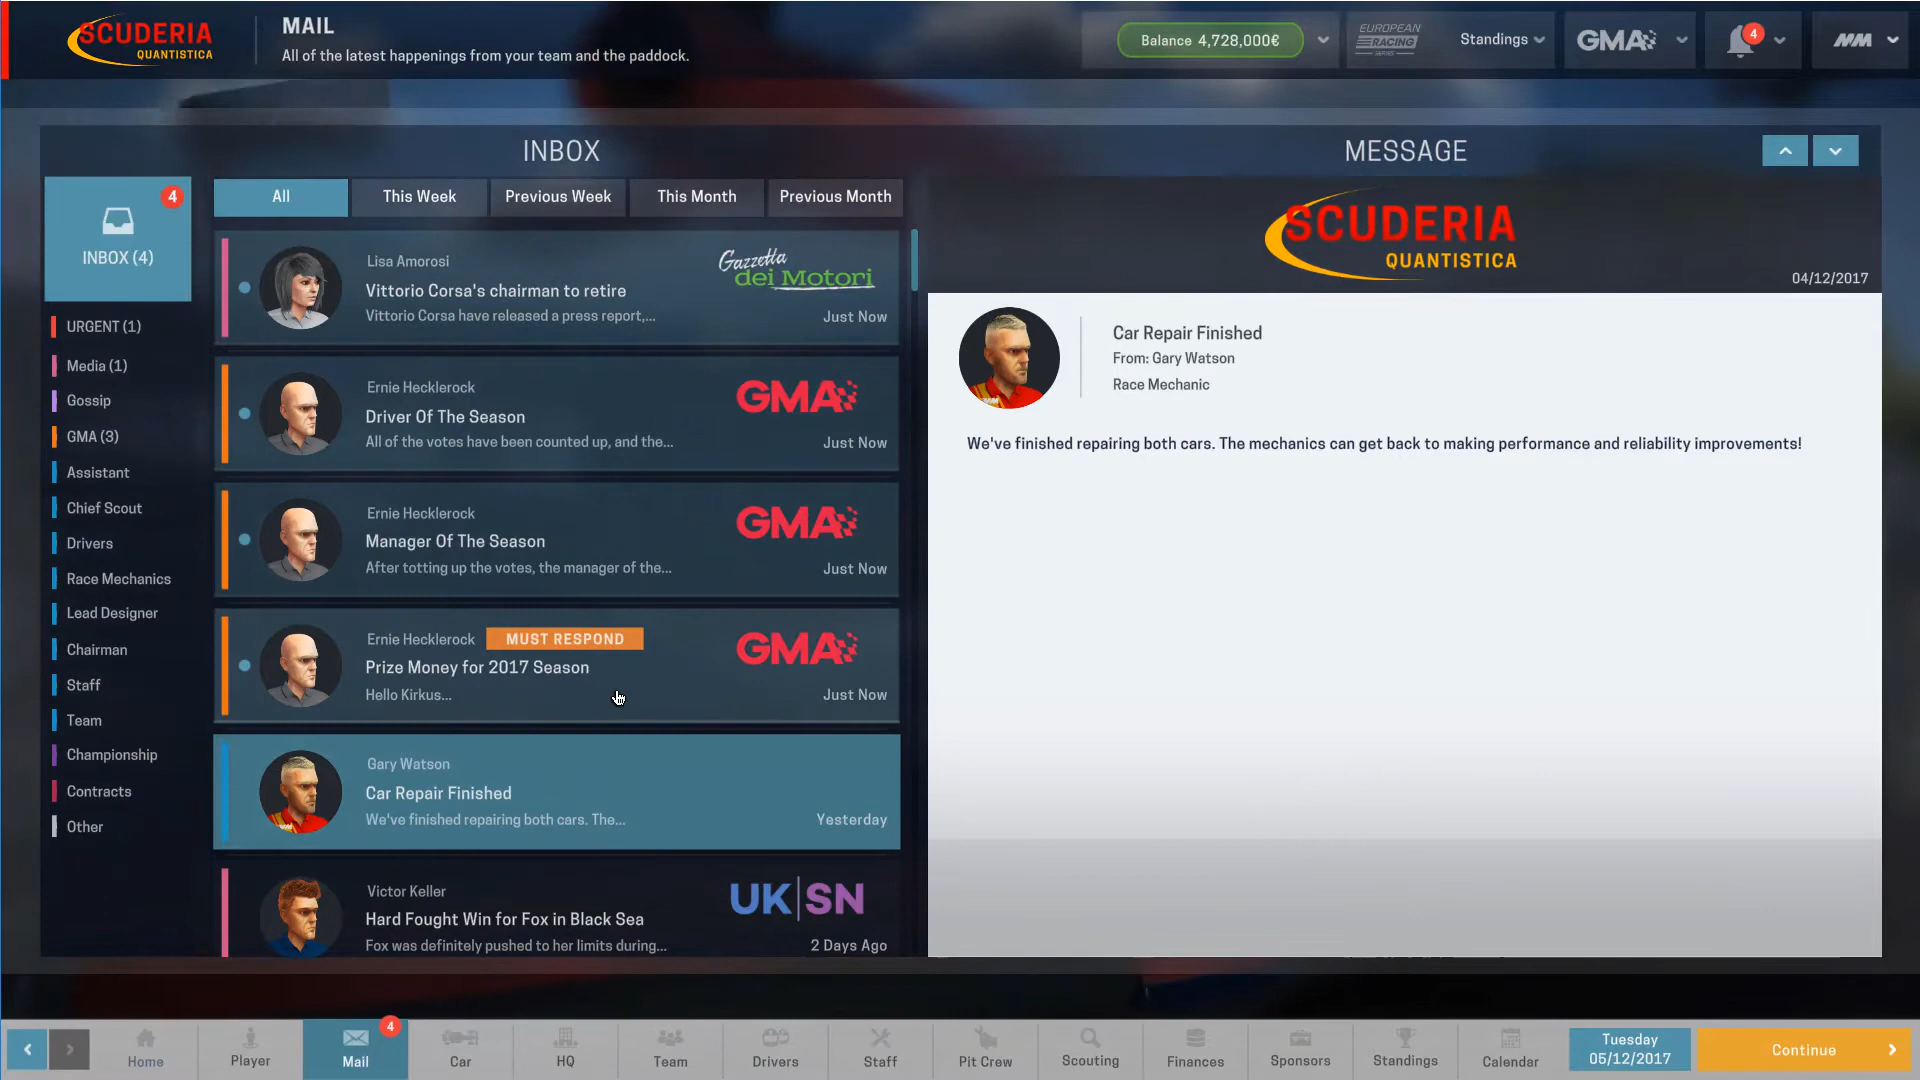 SCUDERIA
QUANTISTICA
MAIL
All of the latest happenings from your team and the paddock.
Balance 4,728,000€
EUROPEAN
RACING
SERIES
Standings
GMA
4
MM
INBOX
MESSAGE
4
INBOX (4)
URGENT (1)
Media (1)
Gossip
GMA (3)
Assistant
Chief Scout
Drivers
Race Mechanics
Lead Designer
Chairman
Staff
Team
Championship
Contracts
Other
All
This Week
Previous Week
This Month
Previous Month
Lisa Amorosi
Vittorio Corsa's chairman to retire
Vittorio Corsa have released a press report,...
Gazzetta
dei Motori
Just Now
Ernie Hecklerock
Driver Of The Season
All of the votes have been counted up, and the...
GMA
Just Now
Ernie Hecklerock
Manager Of The Season
After totting up the votes, the manager of the...
GMA
Just Now
Ernie Hecklerock
MUST RESPOND
Prize Money for 2017 Season
Hello Kirkus...
GMA
Just Now
Gary Watson
Car Repair Finished
We've finished repairing both cars. The...
Yesterday
Victor Keller
Hard Fought Win for Fox in Black Sea
Fox was definitely pushed to her limits during...
UK|SN
2 Days Ago
SCUDERIA
QUANTISTICA
04/12/2017
Car Repair Finished
From: Gary Watson
Race Mechanic
We've finished repairing both cars. The mechanics can get back to making performance and reliability improvements!
Home
Player
4
Mail
Car
HQ
Team
Drivers
Staff
Pit Crew
Scouting
Finances
Sponsors
Standings
Calendar
Tuesday
05/12/2017
Continue